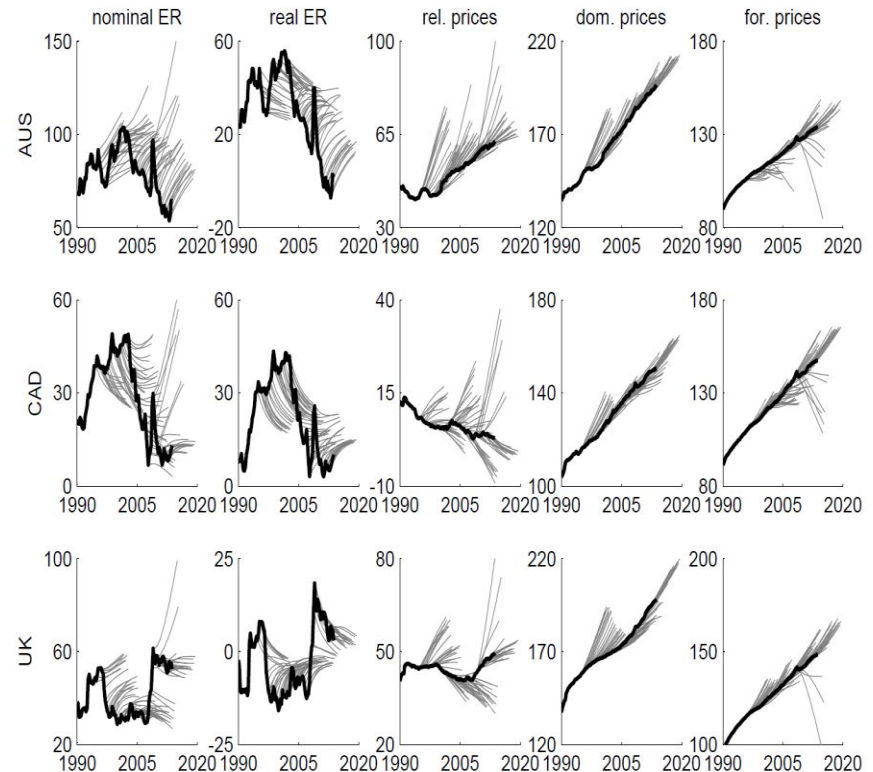 nominal ER real ER rel. prices dom. prices for. prices
150 60 100 220 180
AUS 100 20 65 170 130
50 -20 30 120 80
1990 2005 2020 1990 2005 2020 1990 2005 2020 1990 2005 2020 1990 2005 2020
60 60 40 180 180
CAD 30 30 15 140 130
0 0 -10 100 80
1990 2005 2020 1990 2005 2020 1990 2005 2020 1990 2005 2020 1990 2005 2020
100 25 80 220 200
UK 60 0 50 170 150
20 -25 20 120 100
1990 2005 2020 1990 2005 2020 1990 2005 2020 1990 2005 2020 1990 2005 2020